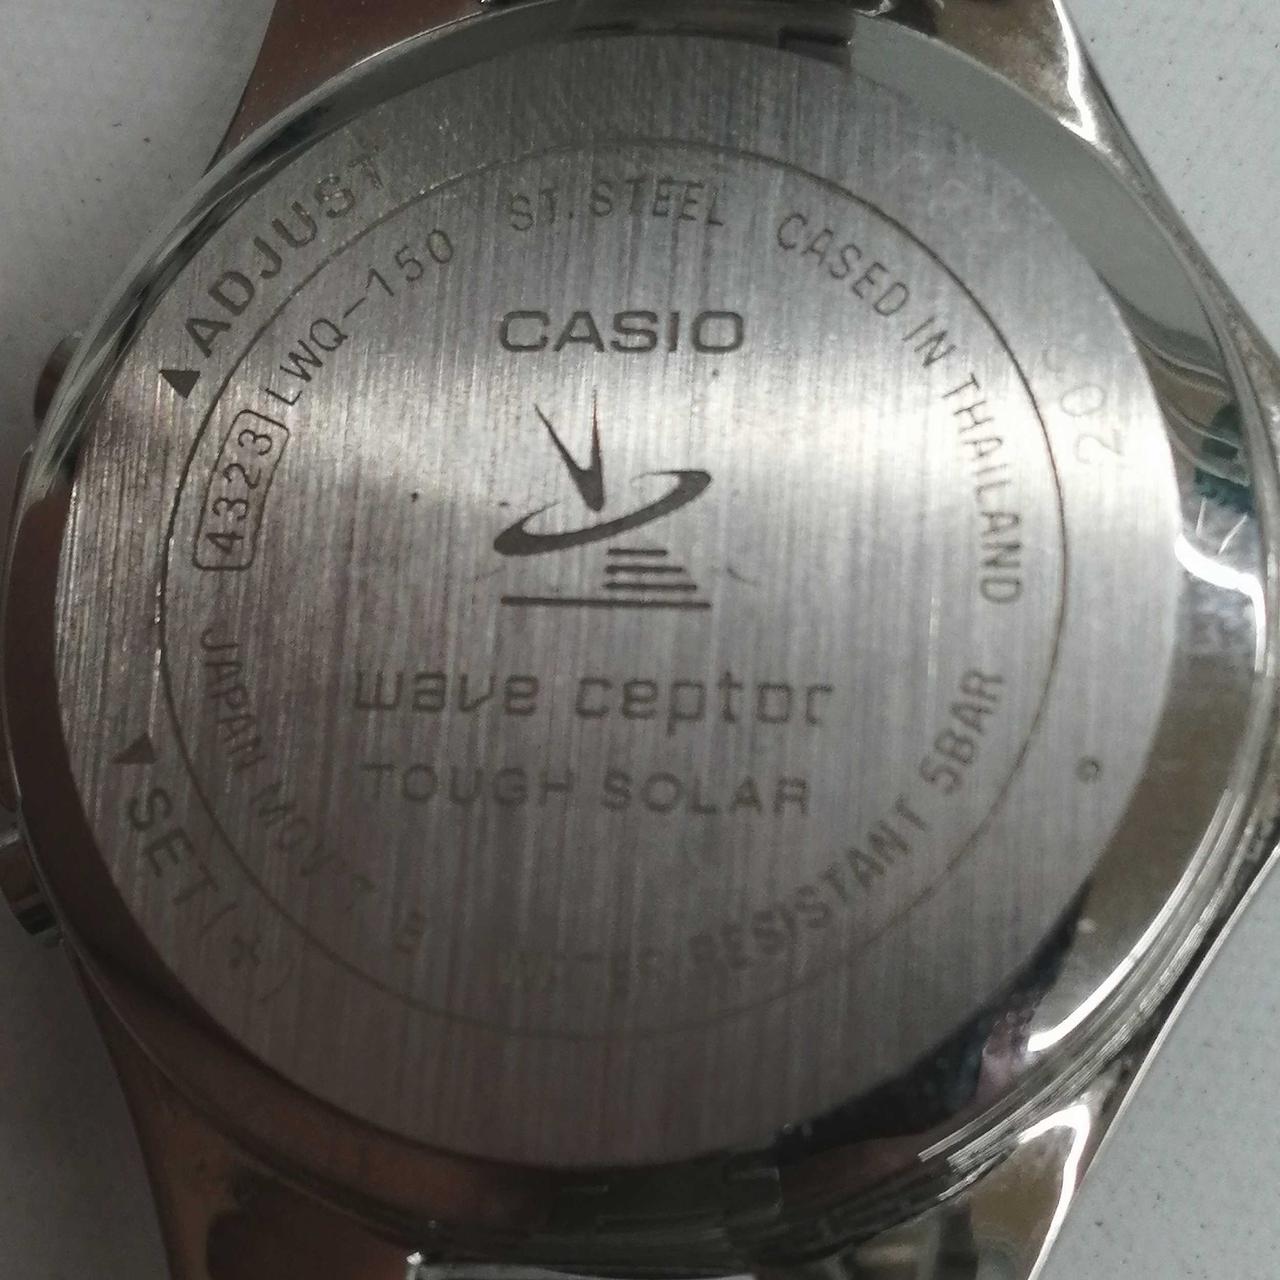 ADJUST
4323 LWQ-150 ST. STEEL CASED IN THAILAND
CASIO
wave ceptor
TOUGH SOLAR
JAPAN MOV'T E WATER RESISTANT 5BAR
SET(+)